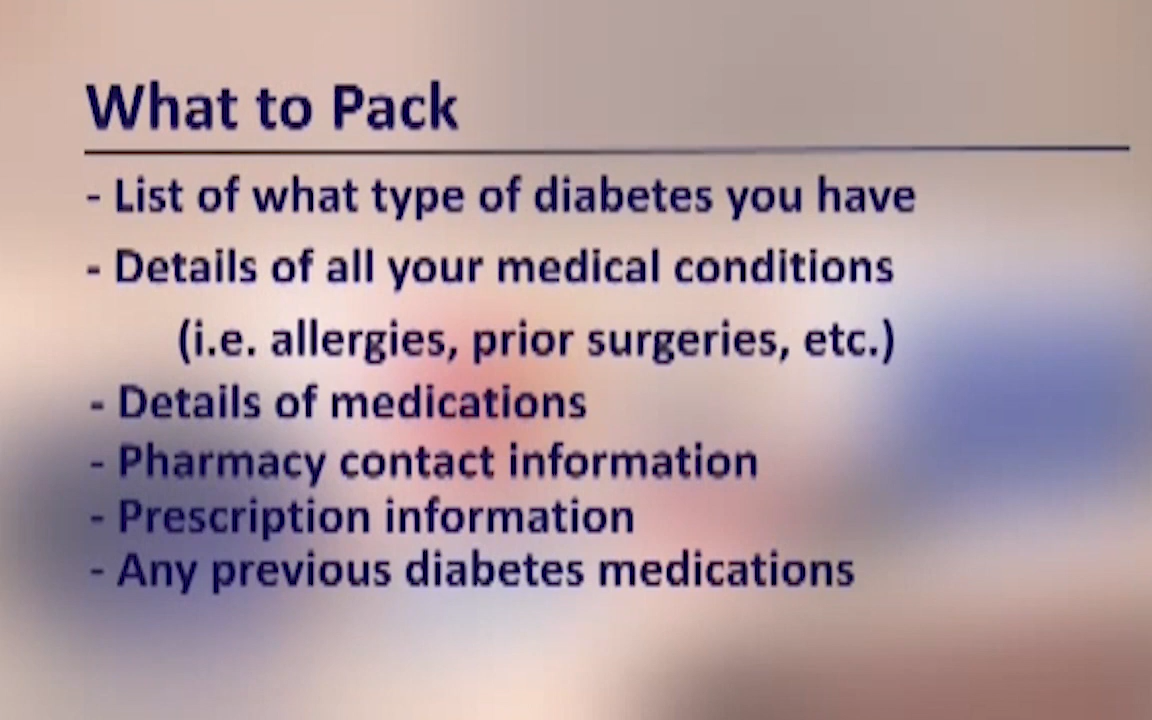 What to Pack
- List of what type of diabetes you have
- Details of all your medical conditions
(i.e. allergies, prior surgeries, etc.)
- Details of medications
- Pharmacy contact information
- Prescription information
- Any previous diabetes medications